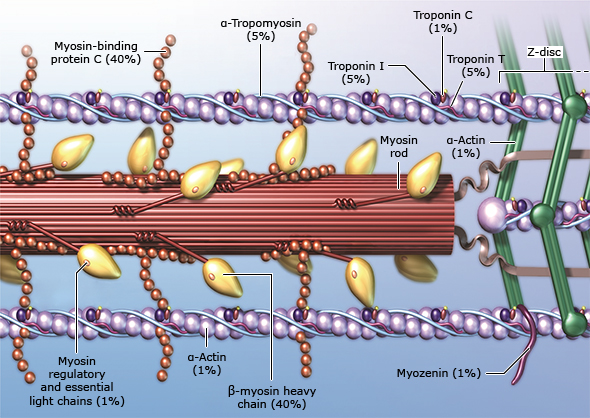 α-Tropomyosin
(5%)
Troponin C
(1%)
Myosin-binding
protein C (40%)
Troponin I
(5%)
Troponin T
(5%)
Z-disc
Myosin
rod
α-Actin
(1%)
Myosin
regulatory
and essential
light chains (1%)
α-Actin
(1%)
β-myosin heavy
chain (40%)
Myozenin (1%)